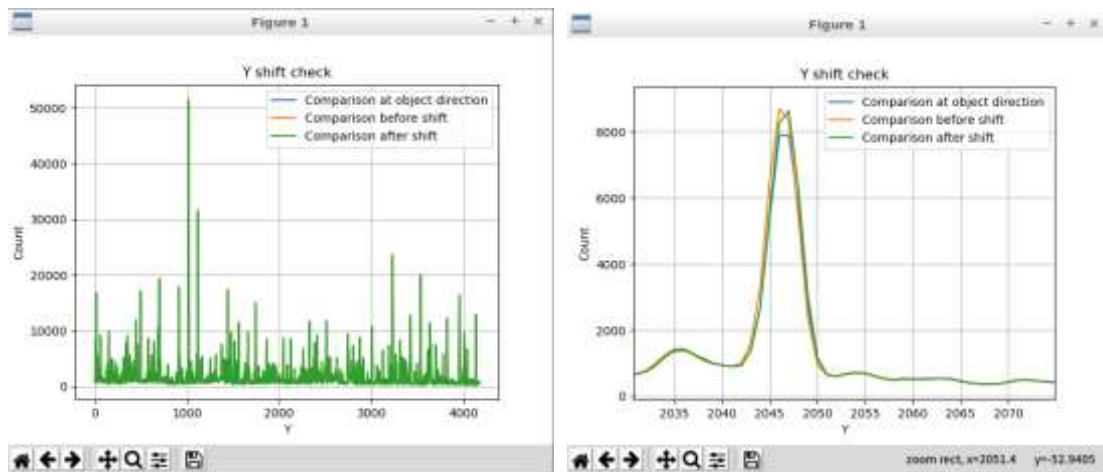 Figure 1
Y shift check
Comparison at object direction
Comparison before shift
Comparison after shift
50000
40000
30000
20000
10000
0
Count
0 1000 2000 3000 4000
Y
Figure 1
Y shift check
Comparison at object direction
Comparison before shift
Comparison after shift
8000
6000
4000
2000
0
Count
2035 2040 2045 2050 2055 2060 2065 2070
Y
zoom rect, x=2051.4 y=-52.9405